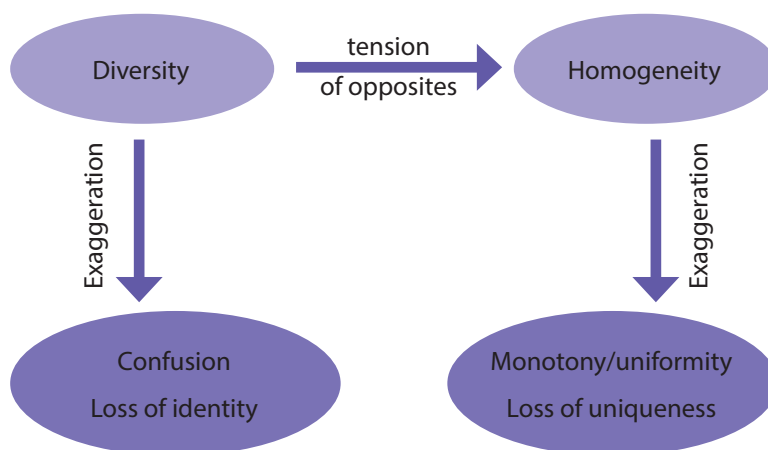 Diversity
tension
of opposites
Homogeneity
Exaggeration
Exaggeration
Confusion
Loss of identity
Monotony/uniformity
Loss of uniqueness